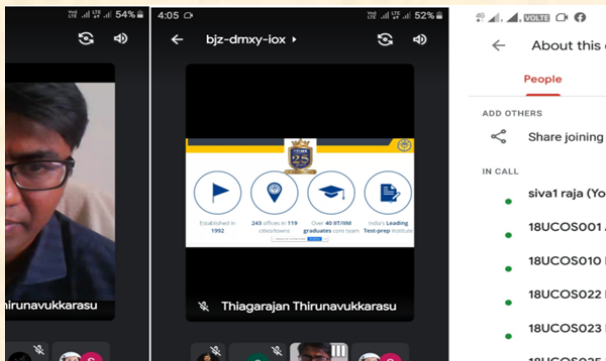 54%
hirunavukkarasu
4:05
52%
bjz-dmxy-iox
25
Established in
1992
243 offices in 119
cities/towns
Over 40 IIT/IIM
graduates core team
India's Leading
Test-prep Institute
Thiagarajan Thirunavukkarasu
VOLTE
About this
People
ADD OTHERS
Share joining
IN CALL
siva1 raja (Yo
18UCOS001
18UCOS010
18UCOS022
18UCOS023